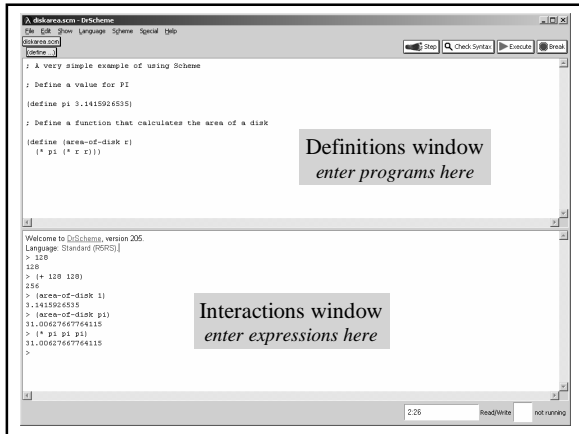 diskarea.scm - DrScheme
File Edit Show Language Scheme Special Help
diskarea.scm
(define ...)
Step Check Syntax Execute Break
; A very simple example of using Scheme
; Define a value for PI
(define pi 3.1415926535)
; Define a function that calculates the area of a disk
(define (area-of-disk r)
(* pi (* r r)))
Definitions window
enter programs here
Welcome to DrScheme, version 205.
Language: Standard (R5RS).
> 128
128
> (+ 128 128)
256
> (area-of-disk 1)
3.1415926535
> (area-of-disk pi)
31.00627667764115
> (* pi pi pi)
31.00627667764115
>
Interactions window
enter expressions here
2:26 Read/Write not running